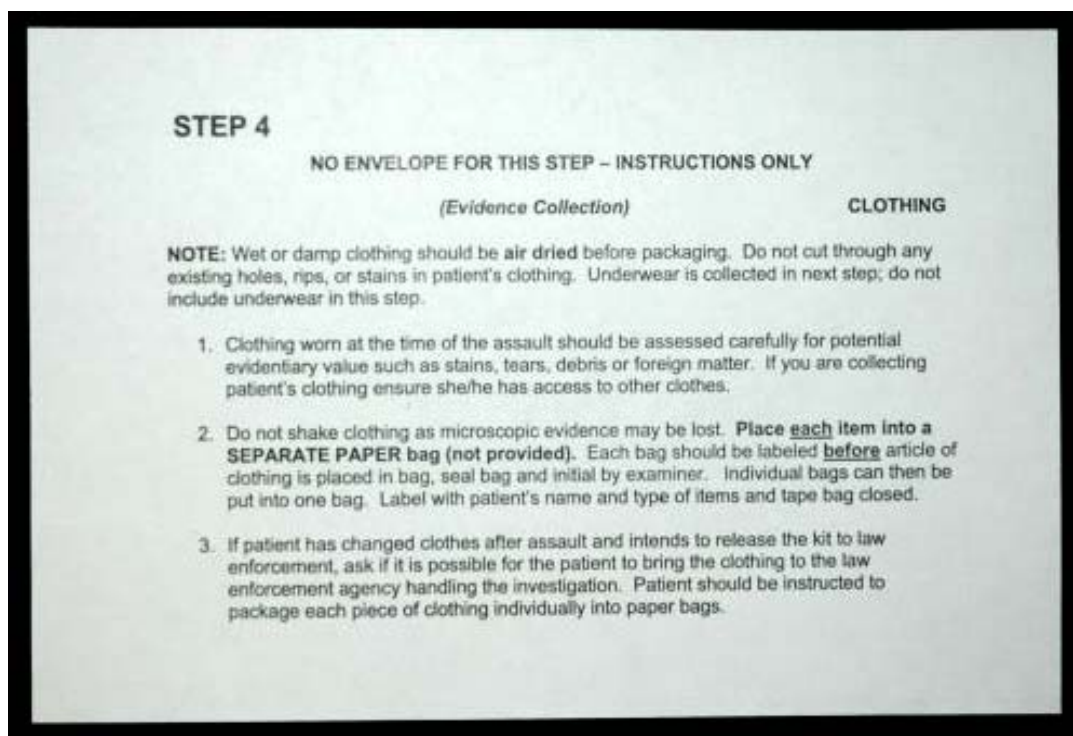 STEP 4
NO ENVELOPE FOR THIS STEP – INSTRUCTIONS ONLY
(Evidence Collection) CLOTHING
NOTE: Wet or damp clothing should be air dried before packaging. Do not cut through any
existing holes, rips, or stains in patient's clothing. Underwear is collected in next step; do not
include underwear in this step.
1. Clothing worn at the time of the assault should be assessed carefully for potential
evidentiary value such as stains, tears, debris or foreign matter. If you are collecting
patient's clothing ensure she/he has access to other clothes.
2. Do not shake clothing as microscopic evidence may be lost. Place each item into a
SEPARATE PAPER bag (not provided). Each bag should be labeled before article of
clothing is placed in bag, seal bag and initial by examiner. Individual bags can then be
put into one bag. Label with patient's name and type of items and tape bag closed.
3. If patient has changed clothes after assault and intends to release the kit to law
enforcement, ask if it is possible for the patient to bring the clothing to the law
enforcement agency handling the investigation. Patient should be instructed to
package each piece of clothing individually into paper bags.